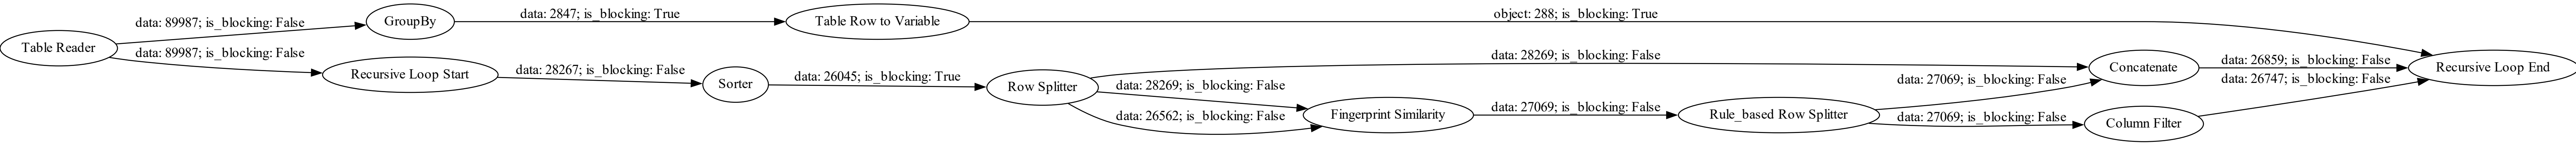 Table Reader
data: 89987; is_blocking: False
data: 89987; is_blocking: False
GroupBy
Recursive Loop Start
data: 2847; is_blocking: True
data: 28267; is_blocking: False
Sorter
Table Row to Variable
data: 26045; is_blocking: True
Row Splitter
object: 288; is_blocking: True
data: 28269; is_blocking: False
data: 28269; is_blocking: False
data: 26562; is_blocking: False
Fingerprint Similarity
data: 27069; is_blocking: False
Rule_based Row Splitter
data: 27069; is_blocking: False
data: 27069; is_blocking: False
Concatenate
Column Filter
data: 26859; is_blocking: False
data: 26747; is_blocking: False
Recursive Loop End